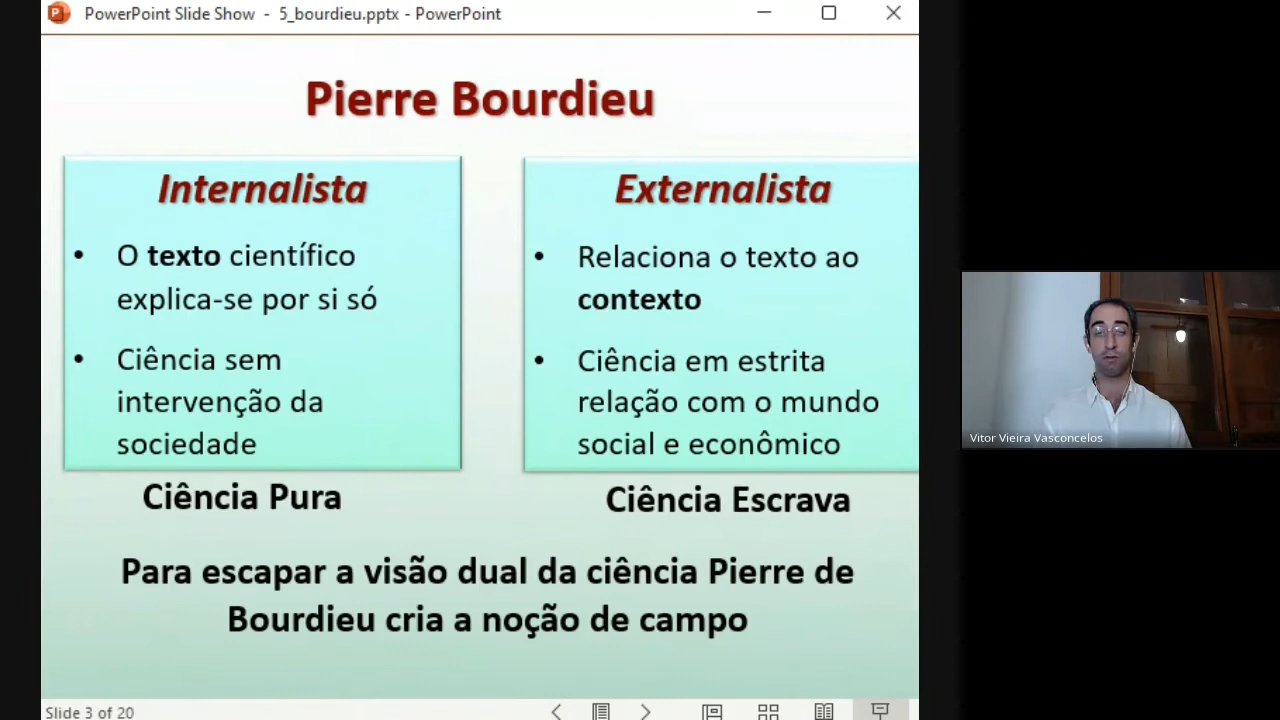 PowerPoint Slide Show - 5_bourdieu.pptx - PowerPoint
Pierre Bourdieu
Internalista
• O texto científico
explica-se por si só
• Ciência sem
intervenção da
sociedade
Ciência Pura
Externalista
• Relaciona o texto ao
contexto
• Ciência em estrita
relação com o mundo
social e econômico
Ciência Escrava
Para escapar a visão dual da ciência Pierre de
Bourdieu cria a noção de campo
Vitor Vieira Vasconcelos
Slide 3 of 20